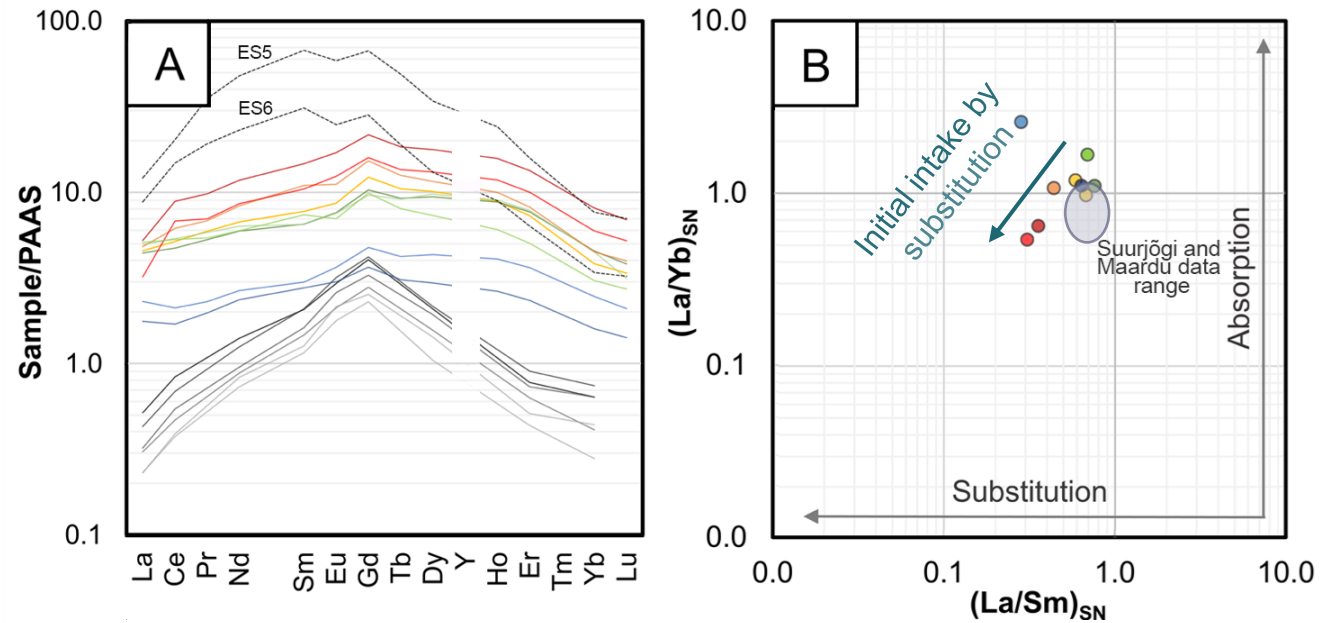 A
ES5
ES6
100.0
10.0
1.0
0.1
Sample/PAAS
La
Ce
Pr
Nd
Sm
Eu
Gd
Tb
Dy
Y
Ho
Er
Tm
Yb
Lu
B
Initial intake by
substitution
Suurjõgi and
Maardu data
range
Absorption
Substitution
10.0
1.0
0.1
0.0
(La/Yb)SN
0.0
0.1
1.0
10.0
(La/Sm)SN